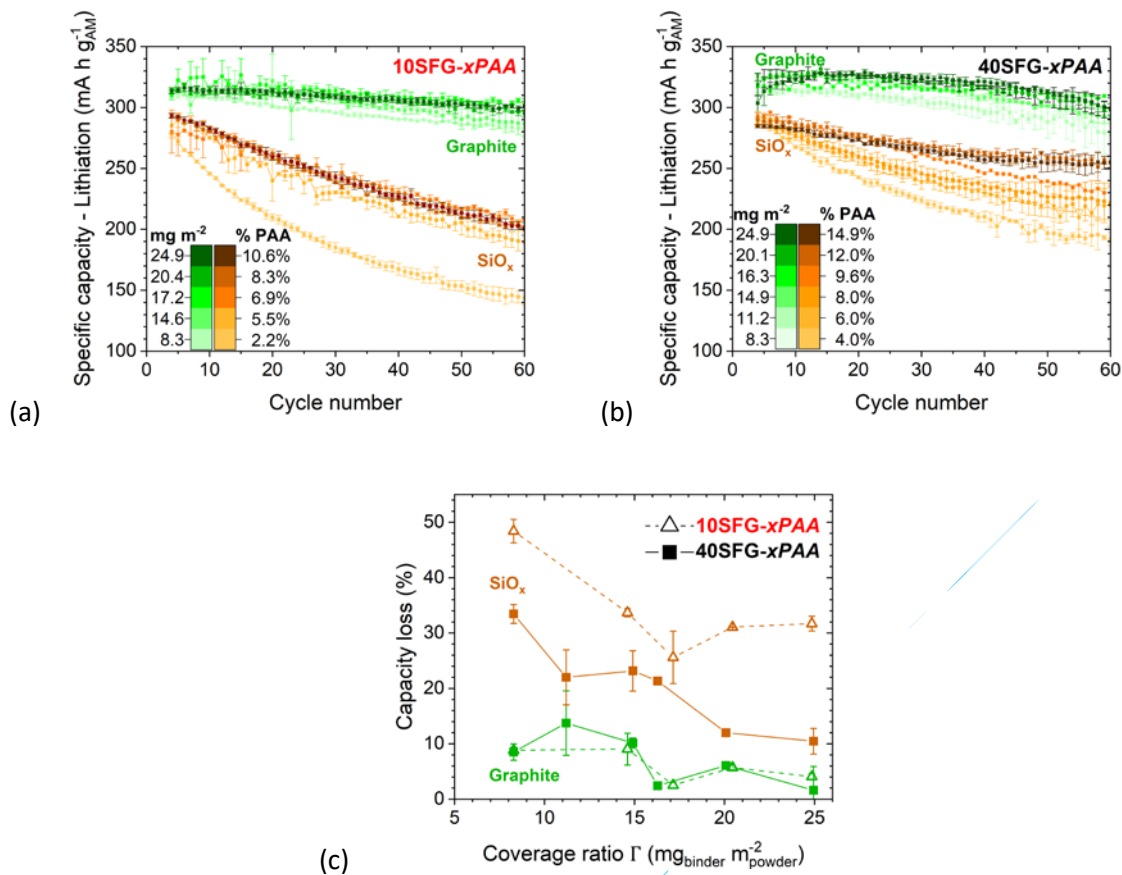 350
300
250
200
150
100
Specific capacity - Lithiation (mA h g⁻¹AM)
10SFG-xPAA
Graphite
SiOx
mg m⁻² % PAA
24.9 10.6%
20.4 8.3%
17.2 6.9%
14.6 5.5%
8.3 2.2%
0 10 20 30 40 50 60
Cycle number
(a)
350
300
250
200
150
100
Specific capacity - Lithiation (mA h g⁻¹AM)
Graphite
40SFG-xPAA
SiOx
mg m⁻² % PAA
24.9 14.9%
20.1 12.0%
16.3 9.6%
14.9 8.0%
11.2 6.0%
8.3 4.0%
0 10 20 30 40 50 60
Cycle number
(b)
50
40
30
20
10
0
Capacity loss (%)
10SFG-xPAA
40SFG-xPAA
SiOx
Graphite
5 10 15 20 25
Coverage ratio Γ (mgbinder m⁻²powder)
(c)